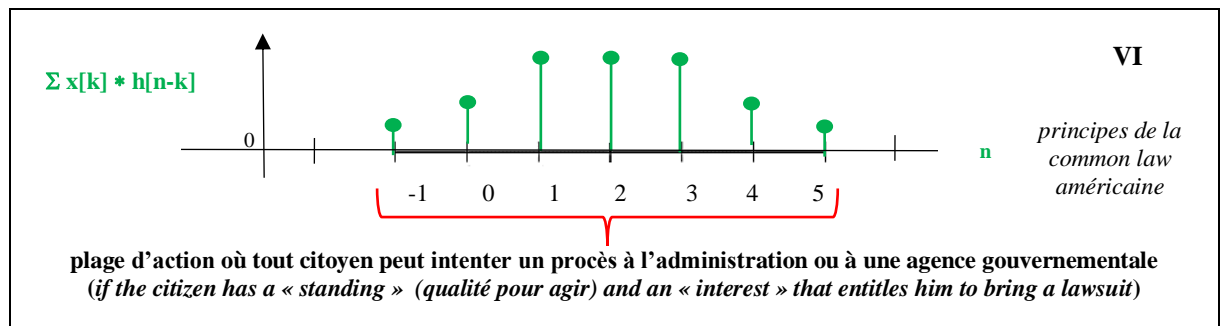 VI
Σ x[k] * h[n-k]
0
n
principes de la
common law
américaine
-1 0 1 2 3 4 5
plage d'action où tout citoyen peut intenter un procès à l'administration ou à une agence gouvernementale
(if the citizen has a « standing » (qualité pour agir) and an « interest » that entitles him to bring a lawsuit)